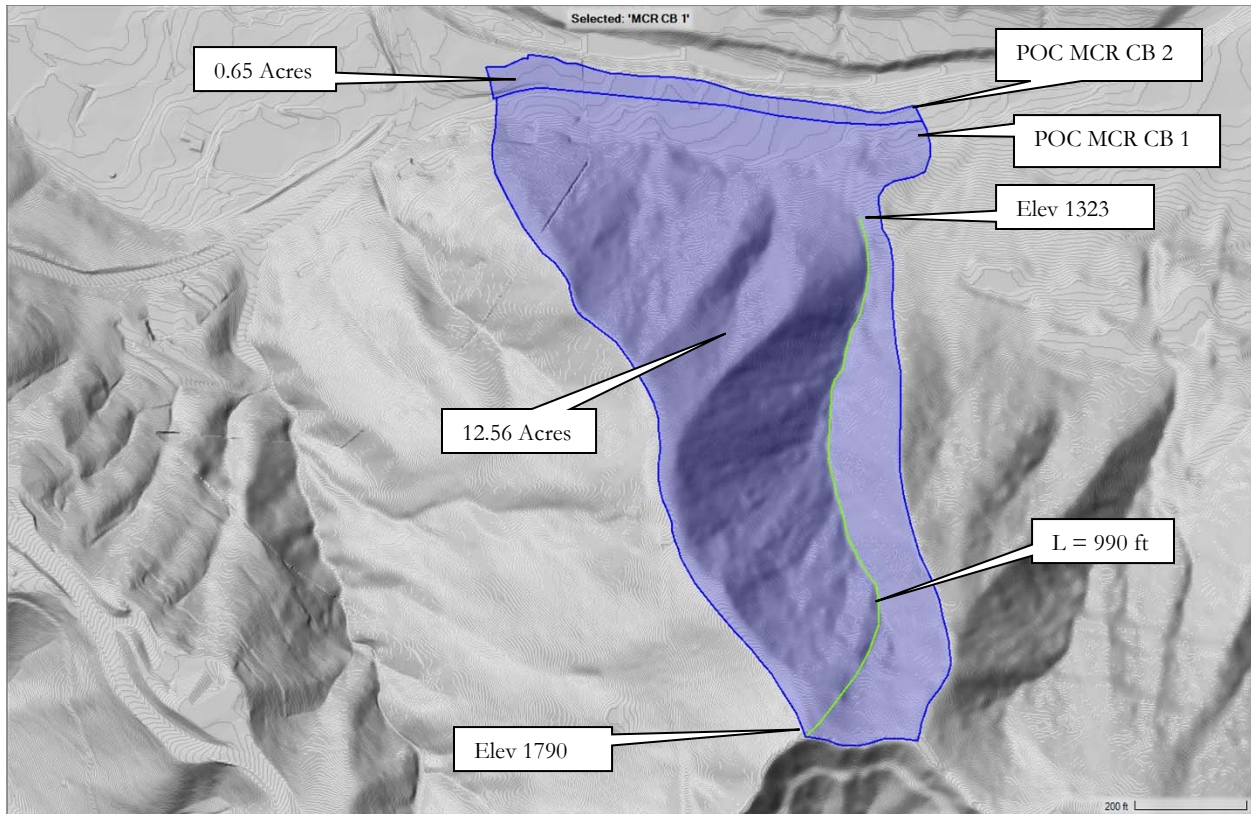 Selected: 'MCR CB 1'
0.65 Acres
POC MCR CB 2
POC MCR CB 1
Elev 1323
12.56 Acres
L = 990 ft
Elev 1790
200 ft